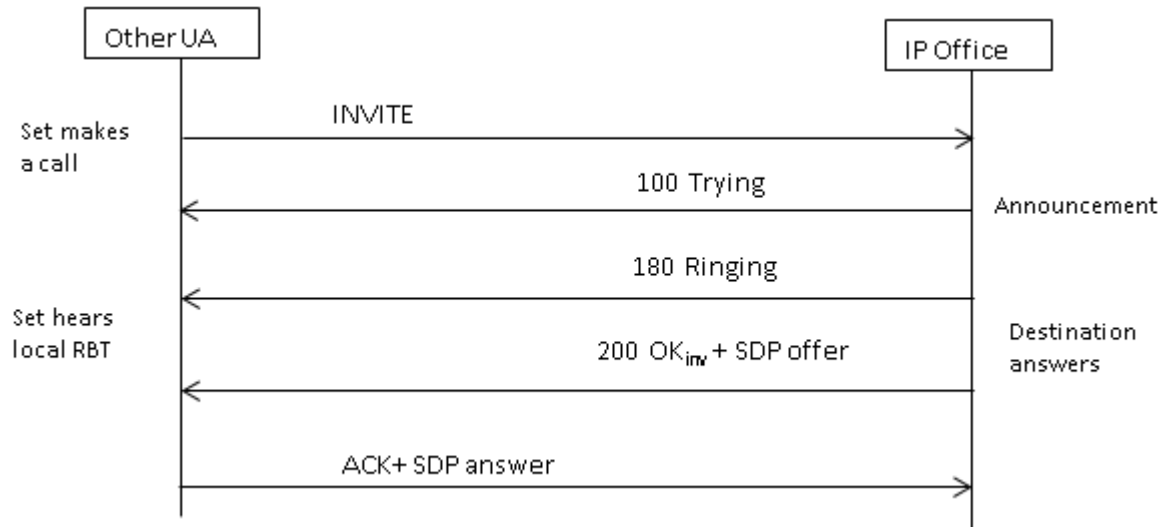 Other UA
IP Office
INVITE
Set makes
a call
100 Trying
Announcement
180 Ringing
Set hears
local RBT
Destination
answers
200 OKinv + SDP offer
ACK+ SDP answer